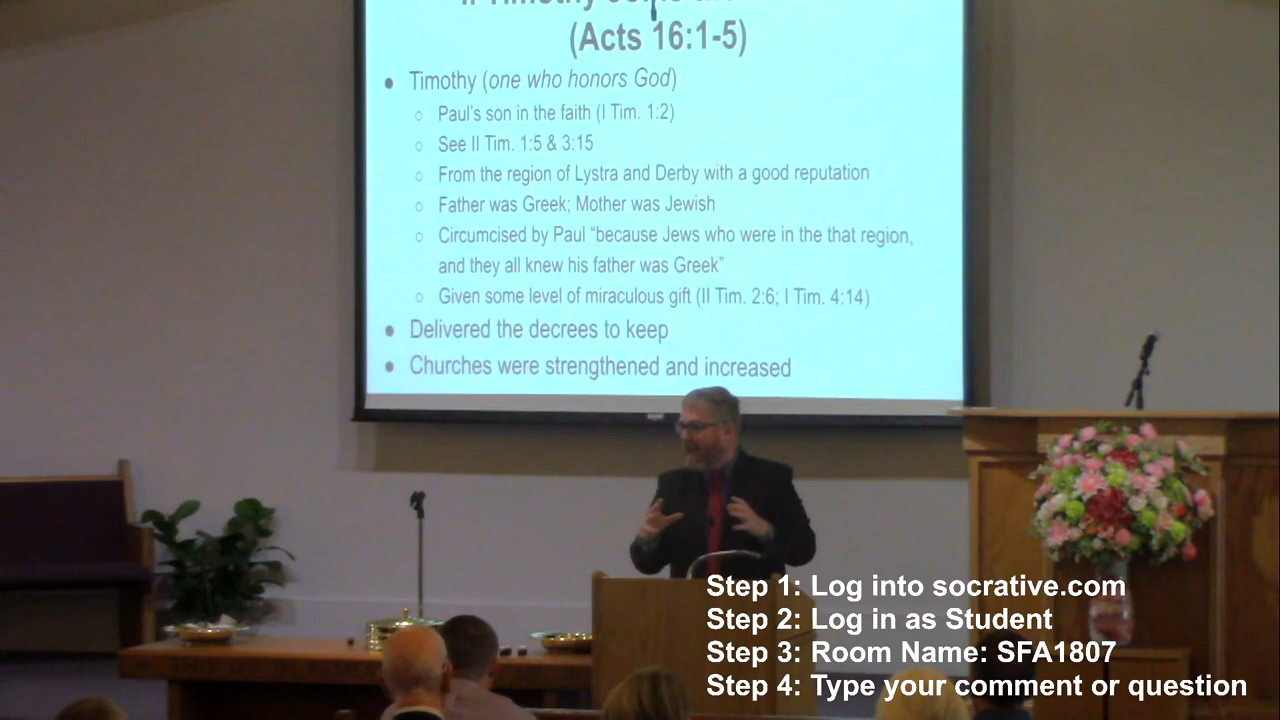 (Acts 16:1-5)
• Timothy (one who honors God)
○ Paul's son in the faith (I Tim. 1:2)
○ See II Tim. 1:5 & 3:15
○ From the region of Lystra and Derby with a good reputation
○ Father was Greek; Mother was Jewish
○ Circumcised by Paul “because Jews who were in the that region,
and they all knew his father was Greek”
○ Given some level of miraculous gift (II Tim. 2:6; I Tim. 4:14)
• Delivered the decrees to keep
• Churches were strengthened and increased
Step 1: Log into socrative.com
Step 2: Log in as Student
Step 3: Room Name: SFA1807
Step 4: Type your comment or question